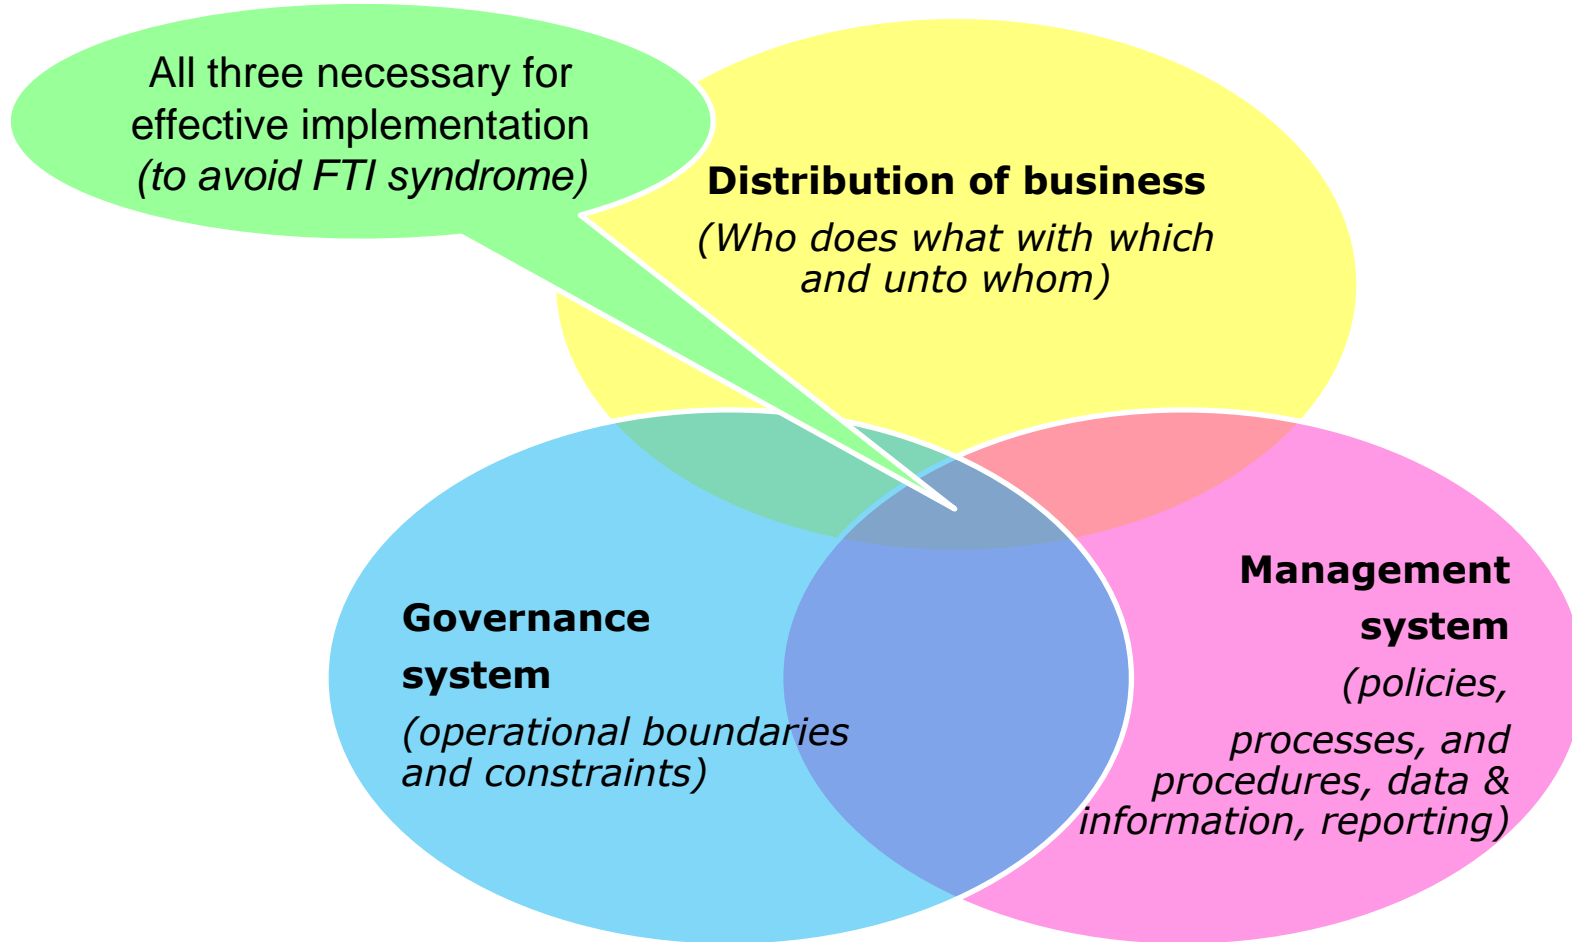 All three necessary for
effective implementation
(to avoid FTI syndrome)
Distribution of business
(Who does what with which
and unto whom)
Governance
system
(operational boundaries
and constraints)
Management
system
(policies,
processes, and
procedures, data &
information, reporting)